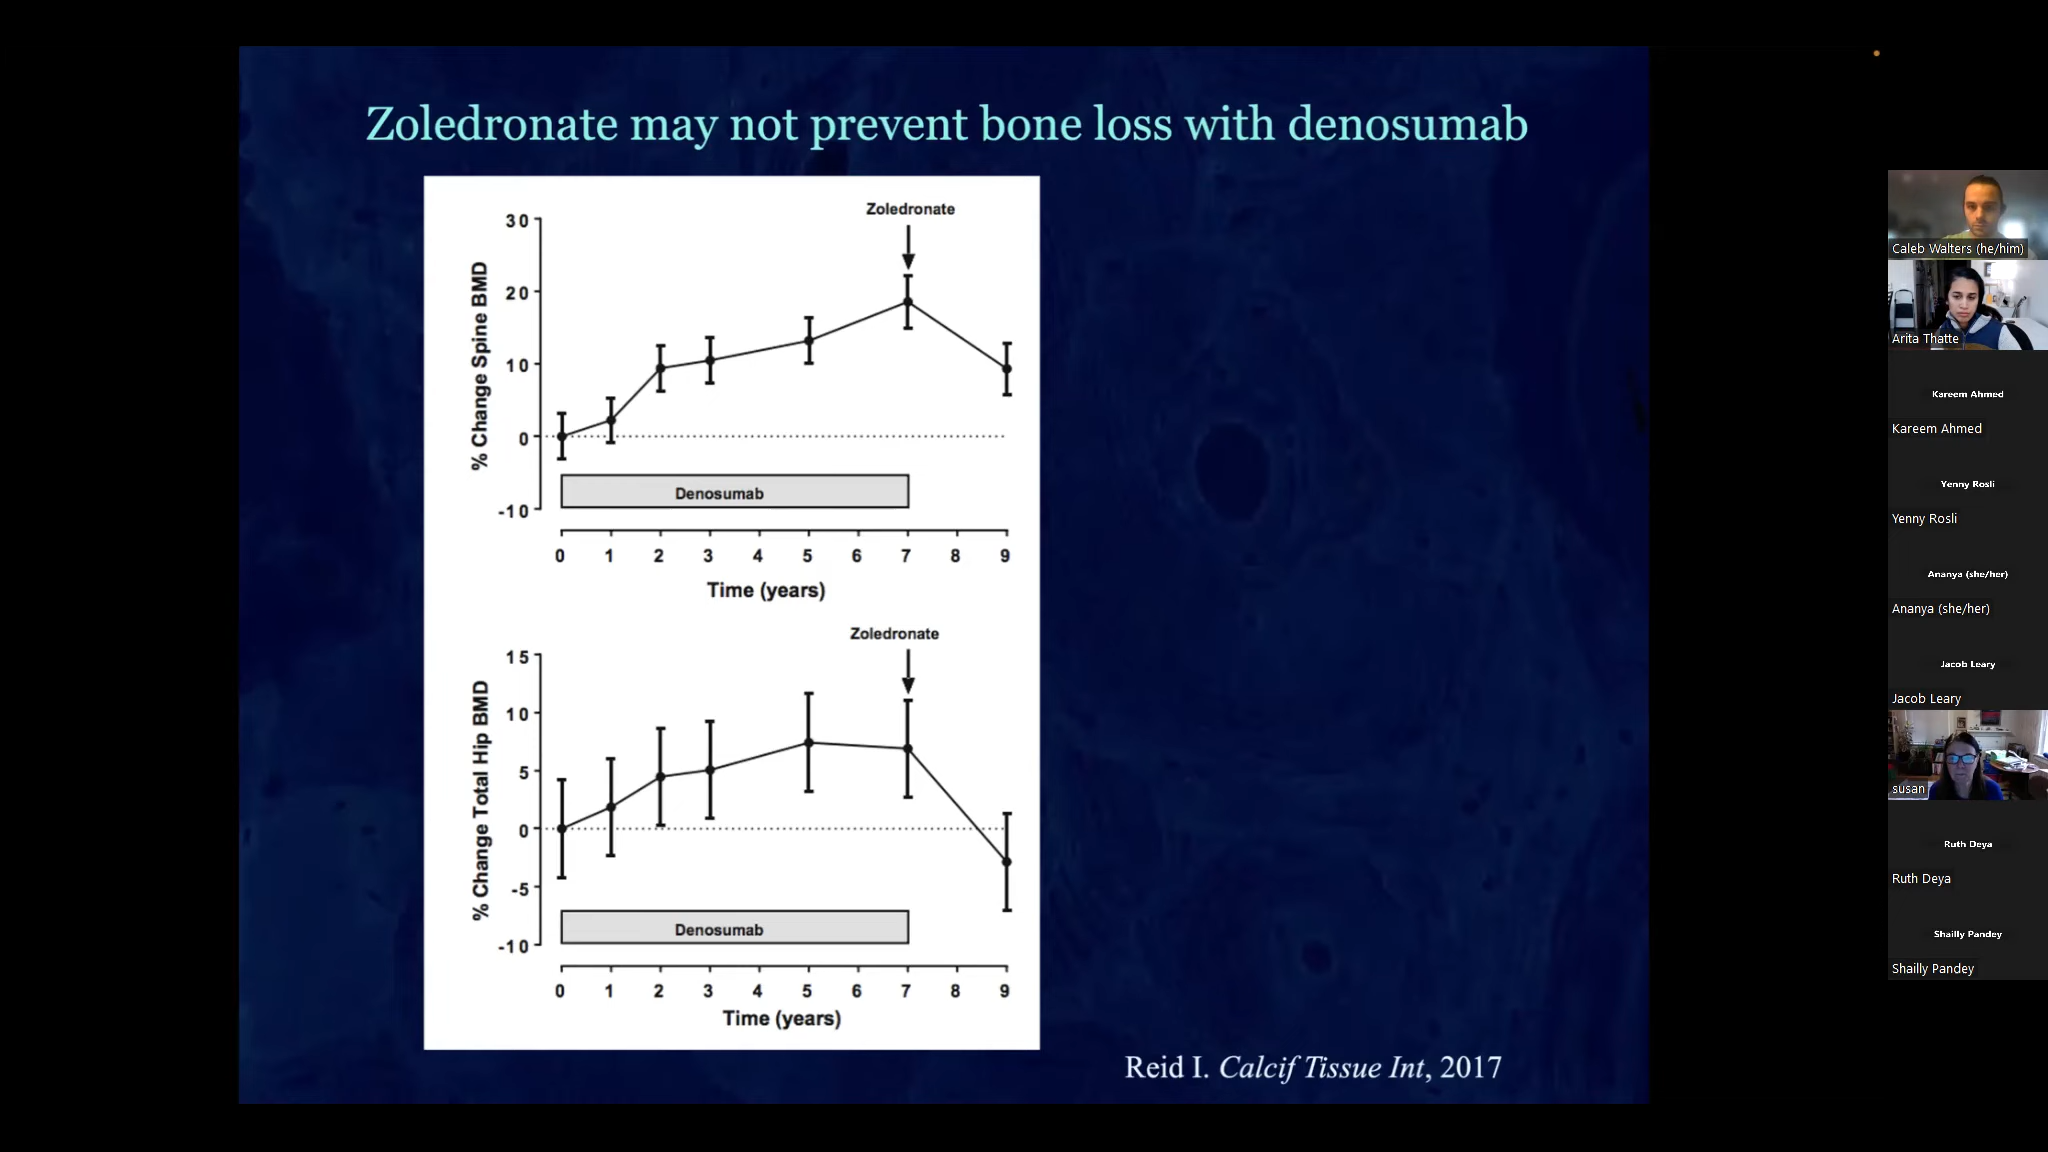 Zoledronate may not prevent bone loss with denosumab
Zoledronate
30
20
10
0
-10
% Change Spine BMD
Denosumab
0 1 2 3 4 5 6 7 8 9
Time (years)
Zoledronate
15
10
5
0
-5
-10
% Change Total Hip BMD
Denosumab
0 1 2 3 4 5 6 7 8 9
Time (years)
Reid I. Calcif Tissue Int, 2017
Caleb Walters (he/him)
Arita Thatte
Kareem Ahmed
Kareem Ahmed
Yenny Rosli
Yenny Rosli
Ananya (she/her)
Ananya (she/her)
Jacob Leary
Jacob Leary
susan
Ruth Deya
Ruth Deya
Shailly Pandey
Shailly Pandey